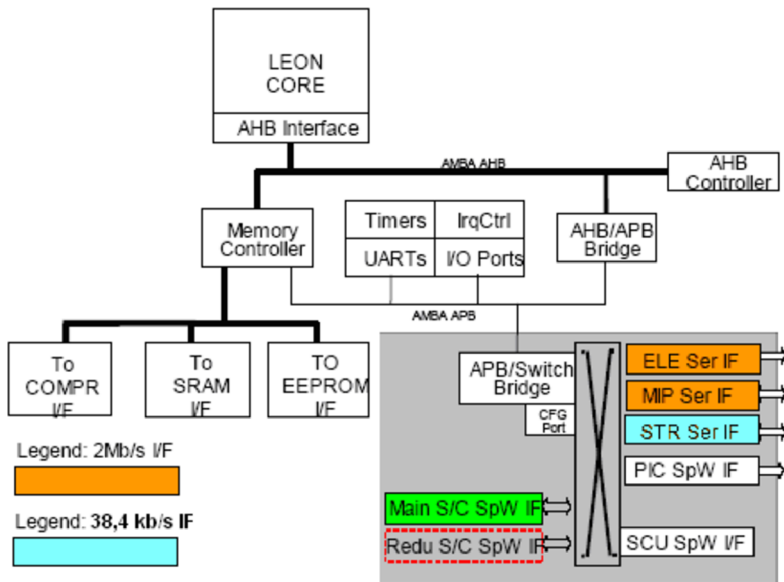 LEON
CORE
AHB Interface
AMBA AHB
AHB
Controller
Memory
Controller
Timers
IrqCtrl
UARTs
I/O Ports
AHB/APB
Bridge
AMBA APB
To
COMPR
I/F
To
SRAM
I/F
TO
EEPROM
I/F
APB/Switch
Bridge
CFG
Port
ELE Ser IF
MIP Ser IF
STR Ser IF
PIC SpW IF
SCU SpW I/F
Main S/C SpW IF
Redu S/C SpW IF
Legend: 2Mb/s I/F
Legend: 38,4 kb/s IF